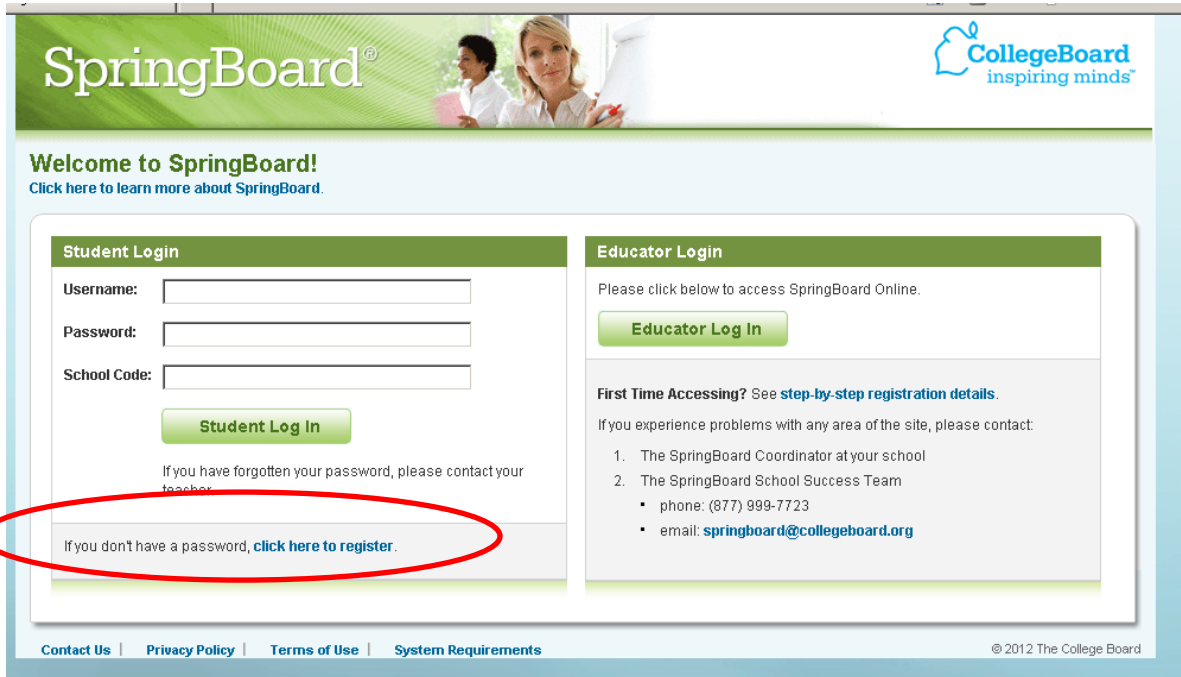 SpringBoard®
CollegeBoard
inspiring minds™
Welcome to SpringBoard!
Click here to learn more about SpringBoard.
Student Login
Username:
Password:
School Code:
Student Log In
If you have forgotten your password, please contact your
teacher
If you don't have a password, click here to register.
Educator Login
Please click below to access SpringBoard Online.
Educator Log In
First Time Accessing? See step-by-step registration details.
If you experience problems with any area of the site, please contact:
1. The SpringBoard Coordinator at your school
2. The SpringBoard School Success Team
▪ phone: (877) 999-7723
▪ email: springboard@collegeboard.org
Contact Us | Privacy Policy | Terms of Use | System Requirements
© 2012 The College Board